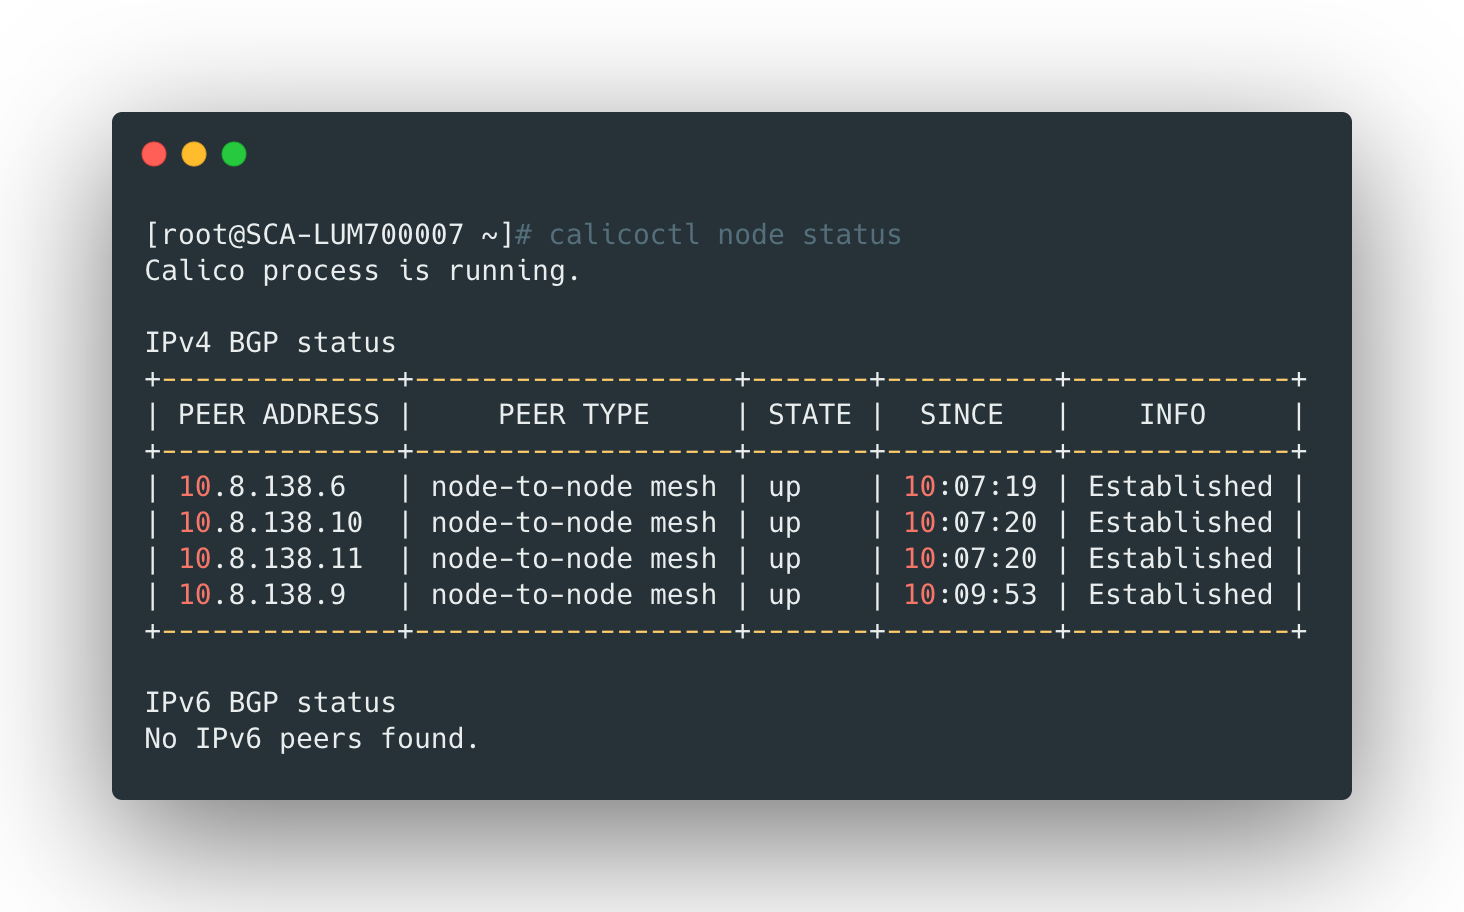 [root@SCA-LUM700007 ~]# calicoctl node status
Calico process is running.

IPv4 BGP status
+--------------+-------------------+-------+----------+-------------+
| PEER ADDRESS |     PEER TYPE     | STATE |  SINCE   |    INFO     |
+--------------+-------------------+-------+----------+-------------+
| 10.8.138.6   | node-to-node mesh | up    | 10:07:19 | Established |
| 10.8.138.10  | node-to-node mesh | up    | 10:07:20 | Established |
| 10.8.138.11  | node-to-node mesh | up    | 10:07:20 | Established |
| 10.8.138.9   | node-to-node mesh | up    | 10:09:53 | Established |
+--------------+-------------------+-------+----------+-------------+

IPv6 BGP status
No IPv6 peers found.